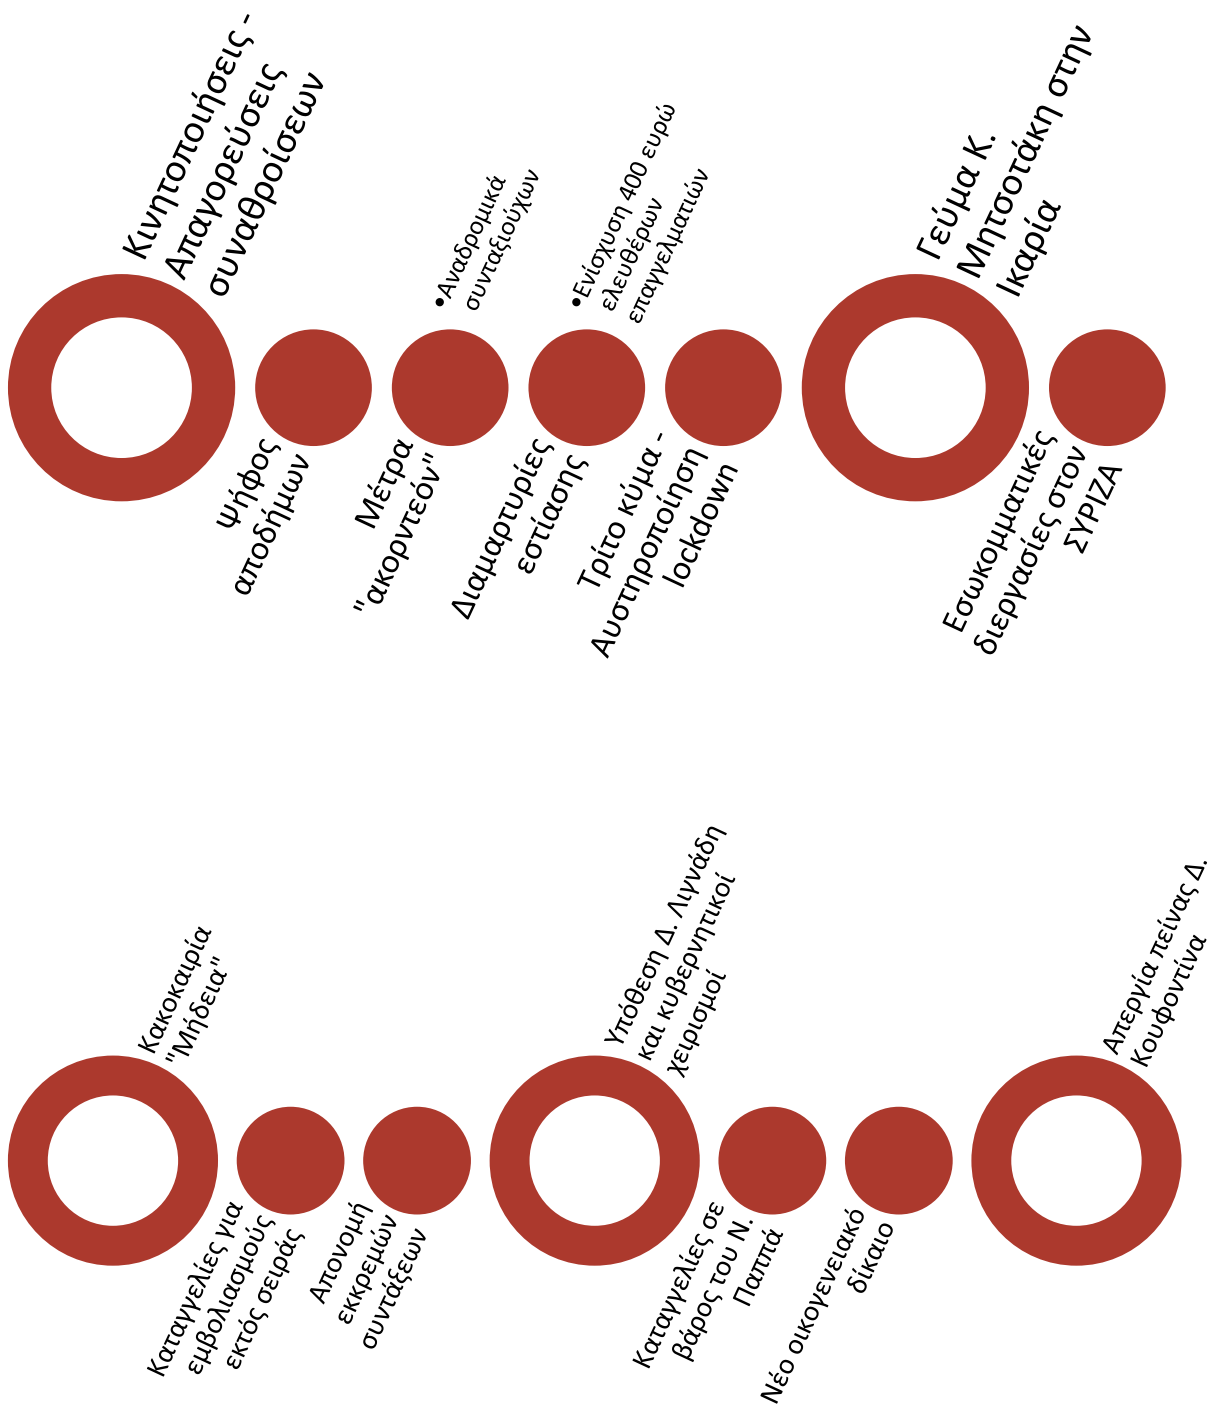 Κινητοποιήσεις -
Απαγορεύσεις
συναθροίσεων
ψήφος
αποδήμων
•Αναδρομικά
συνταξιούχων
Μέτρα
"ακορντεόν"
•Ενίσχυση 400 ευρώ
ελευθέρων
επαγγελματιών
Διαμαρτυρίες
εστίασης
Τρίτο κύμα -
Αυστηροποίηση
lockdown
Γεύμα Κ.
Μητσοτάκη στην
Ικαρία
Εσωκομματικές
διεργασίες στον
ΣΥΡΙΖΑ
Κακοκαιρία
"Μήδεια"
Καταγγελίες για
εμβολιασμούς
εκτός σειράς
Απονομή
εκκρεμών
συντάξεων
Υπόθεση Δ. Λιγνάδη
και κυβερνητικοί
χειρισμοί
Καταγγελίες σε
βάρος του Ν.
Παππά
Νέο οικογενειακό
δίκαιο
Απεργία πείνας Δ.
Κουφοντίνα